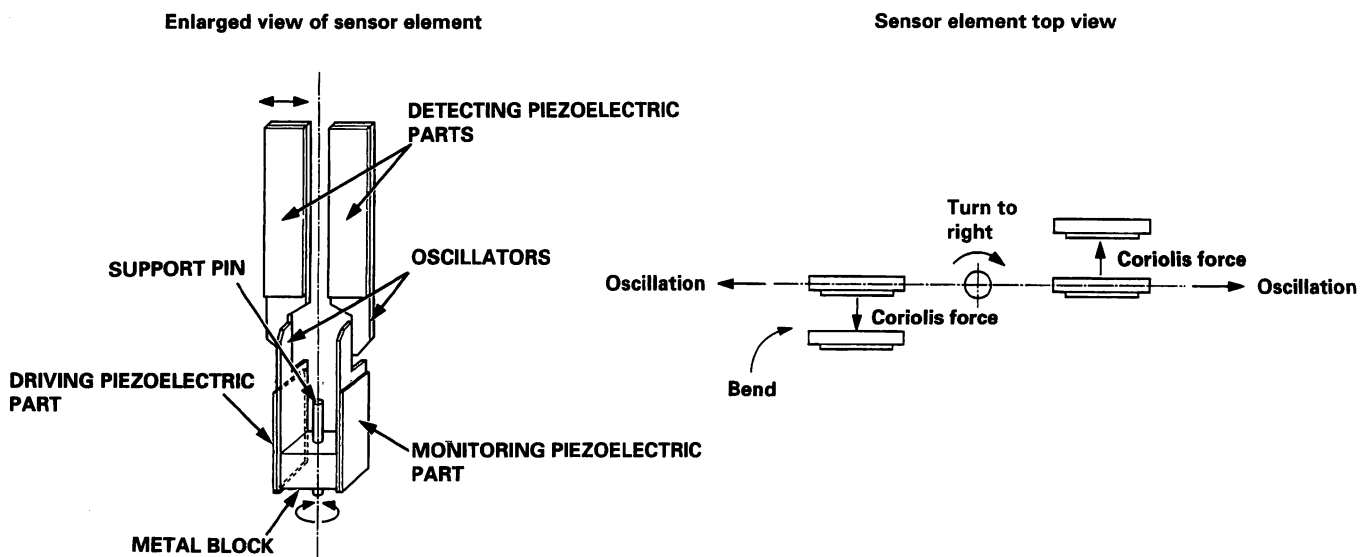 Enlarged view of sensor element
Sensor element top view
DETECTING PIEZOELECTRIC
PARTS
SUPPORT PIN
OSCILLATORS
DRIVING PIEZOELECTRIC
PART
MONITORING PIEZOELECTRIC
PART
METAL BLOCK
Turn to
right
Coriolis force
Oscillation
Oscillation
Coriolis force
Bend